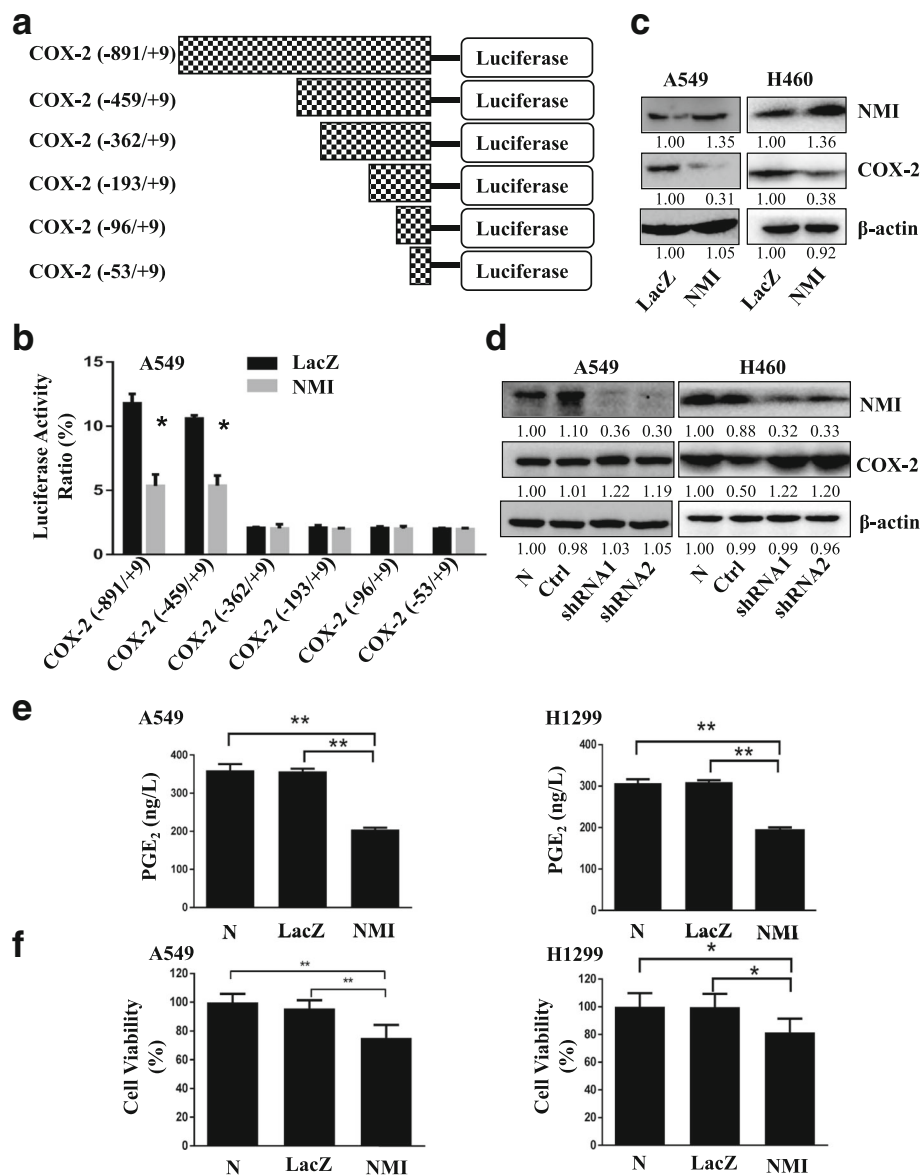 a
COX-2 (-891/+9) Luciferase
COX-2 (-459/+9) Luciferase
COX-2 (-362/+9) Luciferase
COX-2 (-193/+9) Luciferase
COX-2 (-96/+9) Luciferase
COX-2 (-53/+9) Luciferase
b
A549
LacZ
NMI
Luciferase Activity
Ratio (%)
15
10
5
0
* *
COX-2 (-891/+9)
COX-2 (-459/+9)
COX-2 (-362/+9)
COX-2 (-193/+9)
COX-2 (-96/+9)
COX-2 (-53/+9)
c
A549 H460
NMI
1.00 1.35 1.00 1.36
COX-2
1.00 0.31 1.00 0.38
β-actin
1.00 1.05 1.00 0.92
LacZ NMI LacZ NMI
d
A549 H460
NMI
1.00 1.10 0.36 0.30 1.00 0.88 0.32 0.33
COX-2
1.00 1.01 1.22 1.19 1.00 0.50 1.22 1.20
β-actin
1.00 0.98 1.03 1.05 1.00 0.99 0.99 0.96
N Ctrl shRNA1 shRNA2 N Ctrl shRNA1 shRNA2
e
A549
**
**
PGE2 (ng/L)
400
300
200
100
0
N LacZ NMI
H1299
**
**
PGE2 (ng/L)
400
300
200
100
0
N LacZ NMI
f
A549
**
**
Cell Viability
(%)
120
100
80
60
40
20
0
N LacZ NMI
H1299
*
*
Cell Viability
(%)
120
100
80
60
40
20
0
N LacZ NMI